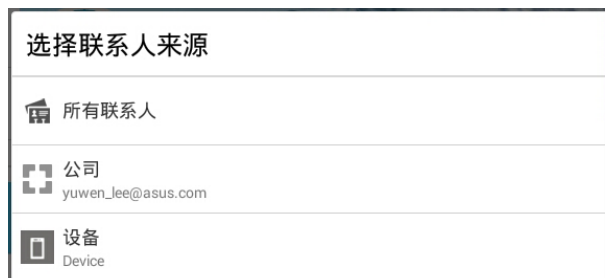 选择联系人来源
所有联系人
公司
yuwen_lee@asus.com
设备
Device